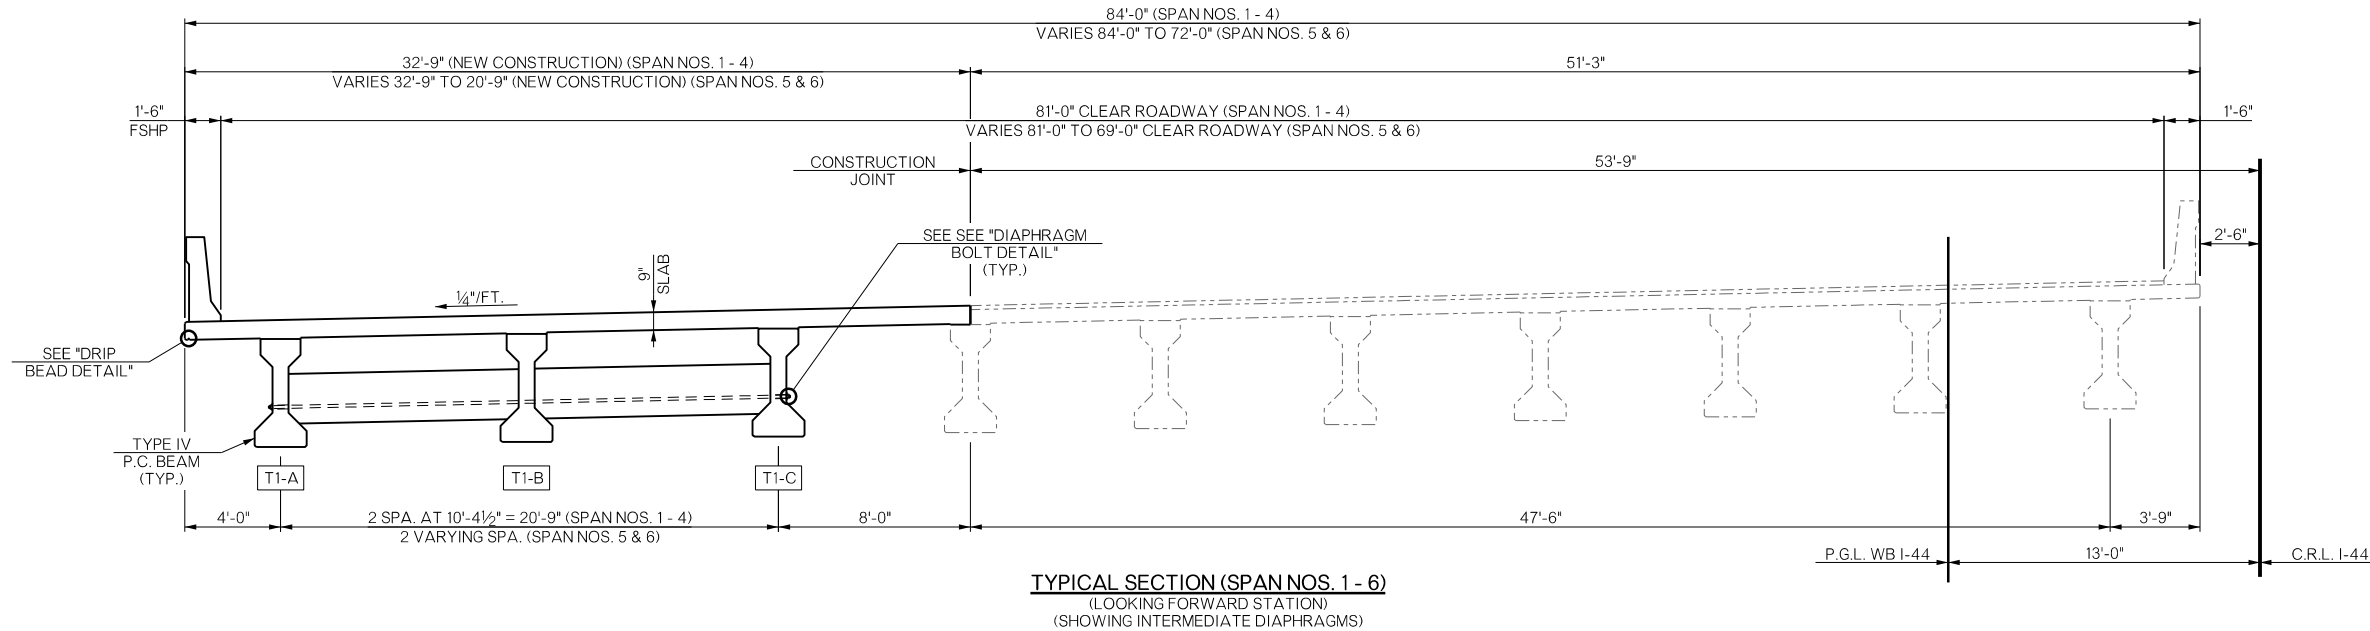 84'-0" (SPAN NOS. 1 - 4)
VARIES 84'-0" TO 72'-0" (SPAN NOS. 5 & 6)
32'-9" (NEW CONSTRUCTION) (SPAN NOS. 1 - 4)
VARIES 32'-9" TO 20'-9" (NEW CONSTRUCTION) (SPAN NOS. 5 & 6)
51'-3"
1'-6"
FSHP
81'-0" CLEAR ROADWAY (SPAN NOS. 1 - 4)
VARIES 81'-0" TO 69'-0" CLEAR ROADWAY (SPAN NOS. 5 & 6)
1'-6"
CONSTRUCTION
JOINT
53'-9"
SEE SEE "DIAPHRAGM
BOLT DETAIL"
(TYP.)
2'-6"
9"
SLAB
¼"/FT.
SEE "DRIP
BEAD DETAIL"
TYPE IV
P.C. BEAM
(TYP.)
T1-A
T1-B
T1-C
4'-0"
2 SPA. AT 10'-4½" = 20'-9" (SPAN NOS. 1 - 4)
2 VARYING SPA. (SPAN NOS. 5 & 6)
8'-0"
47'-6"
3'-9"
P.G.L. WB I-44
13'-0"
C.R.L. I-44
TYPICAL SECTION (SPAN NOS. 1 - 6)
(LOOKING FORWARD STATION)
(SHOWING INTERMEDIATE DIAPHRAGMS)